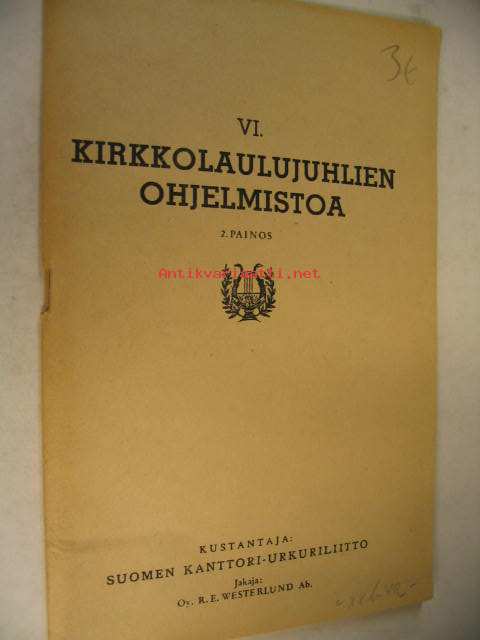 3€
VI.
KIRKKOLAULUJUHLIEN
OHJELMISTOA
2. PAINOS
Antikvariaatti.net
KUSTANTAJA:
SUOMEN KANTTORI-URKURILIITTO
Jakaja:
Oy. R. E. WESTERLUND Ab.